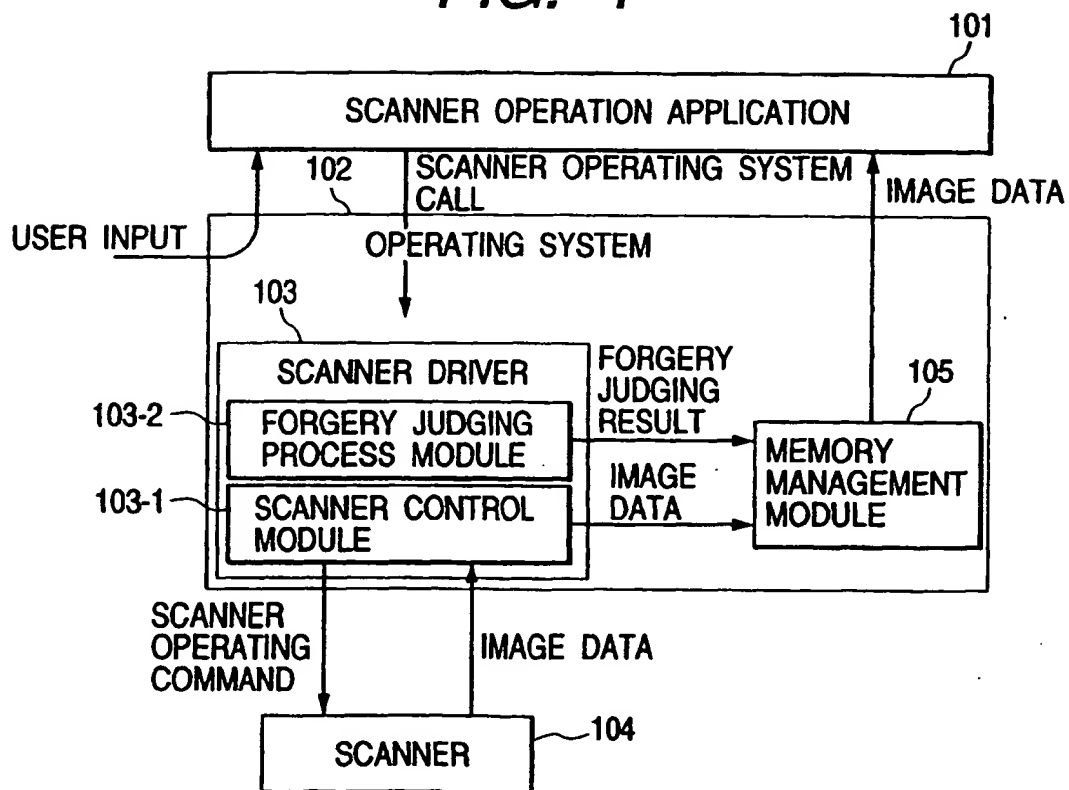 FIG. 1
101
SCANNER OPERATION APPLICATION
102
SCANNER OPERATING SYSTEM
CALL
IMAGE DATA
USER INPUT
OPERATING SYSTEM
103
SCANNER DRIVER
FORGERY
JUDGING
RESULT
105
103-2
FORGERY JUDGING
PROCESS MODULE
MEMORY
MANAGEMENT
MODULE
103-1
SCANNER CONTROL
MODULE
IMAGE
DATA
SCANNER
OPERATING
COMMAND
IMAGE DATA
SCANNER
104